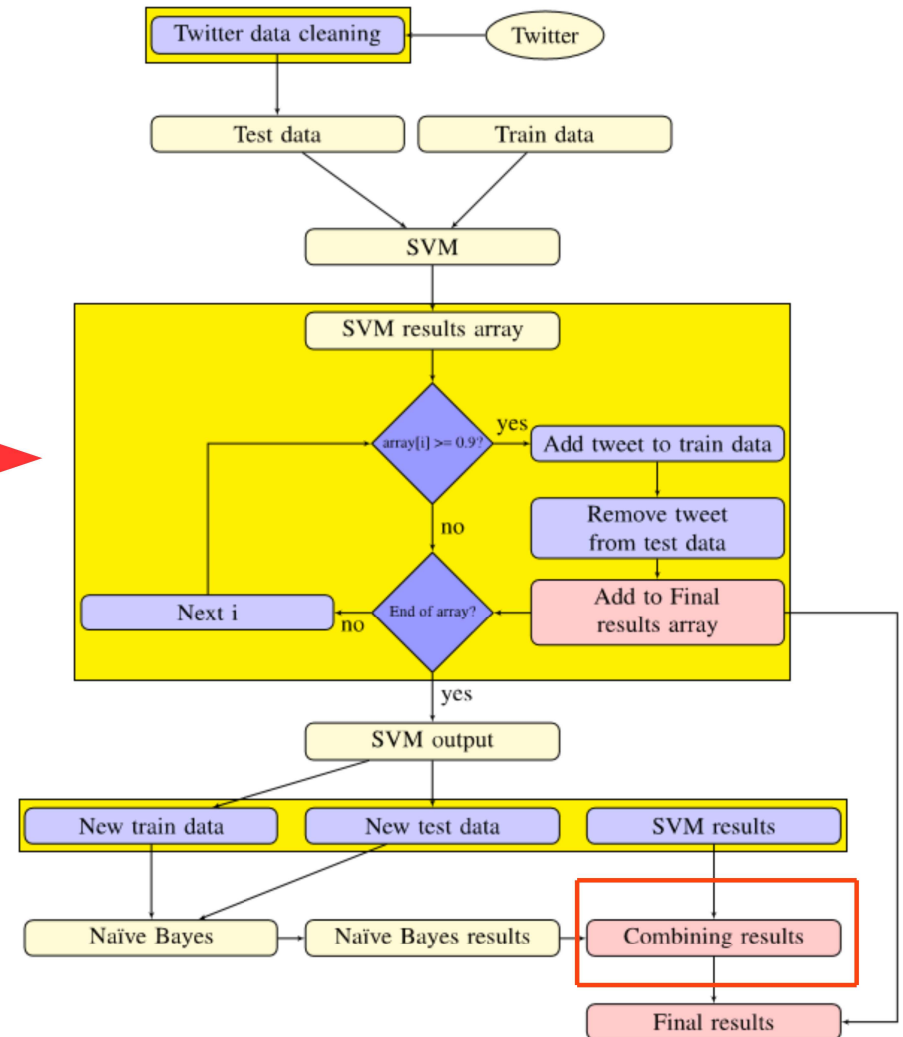 Twitter data cleaning
Twitter
Test data
Train data
SVM
SVM results array
array[i] >= 0.9?
yes
Add tweet to train data
Remove tweet
from test data
no
Add to Final
results array
End of array?
no
Next i
yes
SVM output
New train data
New test data
SVM results
Naïve Bayes
Naïve Bayes results
Combining results
Final results